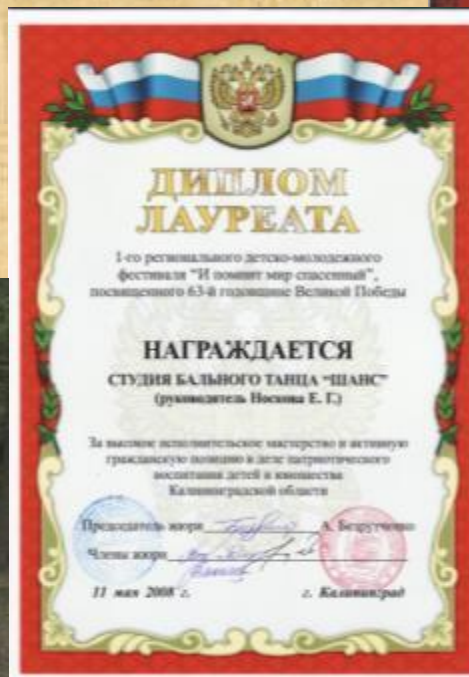 ДИПЛОМ
ЛАУРЕАТА
1-го регионального детско-молодежного
фестиваля "И помнит мир спасенный",
посвященного 63-й годовщине Великой Победы
НАГРАЖДАЕТСЯ
СТУДИЯ БАЛЬНОГО ТАНЦА "ШАНС"
(руководитель Носкова Е. Г.)
За высокое исполнительское мастерство и активную
гражданскую позицию в деле патриотического
воспитания детей и юношества
Калининградской области
Председатель жюри А. Безрутченко
Члены жюри
11 мая 2008 г. г. Калининград